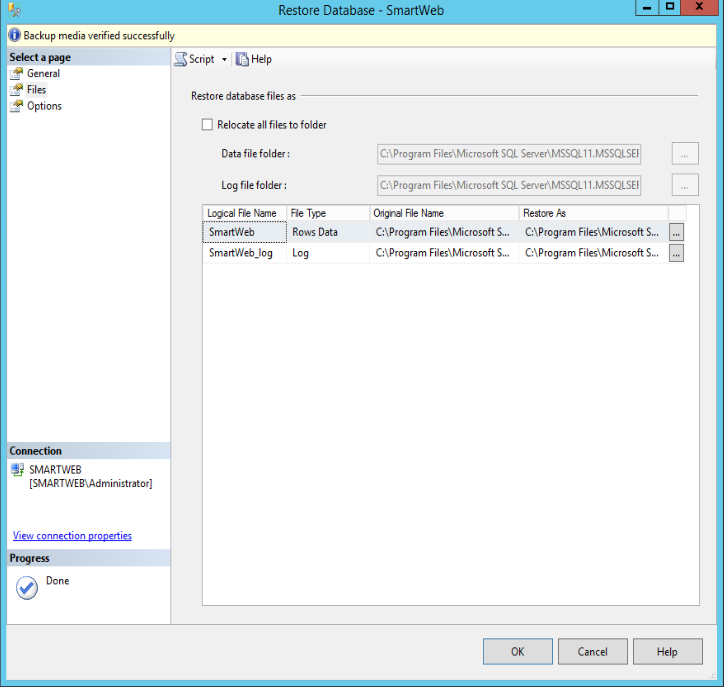 Restore Database - SmartWeb
Backup media verified successfully
Select a page
General
Files
Options
Script
Help
Restore database files as
Relocate all files to folder
Data file folder :
C:\Program Files\Microsoft SQL Server\MSSQL11.MSSQLSEF
...
Log file folder :
C:\Program Files\Microsoft SQL Server\MSSQL11.MSSQLSEF
...
Logical File Name File Type Original File Name Restore As
SmartWeb Rows Data C:\Program Files\Microsoft S... C:\Program Files\Microsoft S... ...
SmartWeb_log Log C:\Program Files\Microsoft S... C:\Program Files\Microsoft S... ...
Connection
SMARTWEB
[SMARTWEB\Administrator]
View connection properties
Progress
Done
OK Cancel Help